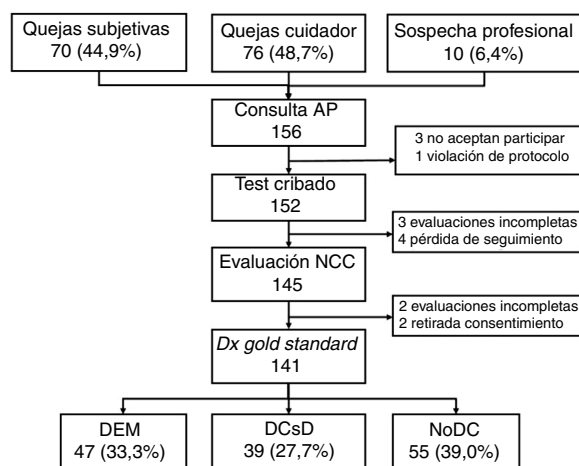 Quejas subjetivas
70 (44,9%)
Quejas cuidador
76 (48,7%)
Sospecha profesional
10 (6,4%)
Consulta AP
156
3 no aceptan participar
1 violación de protocolo
Test cribado
152
3 evaluaciones incompletas
4 pérdida de seguimiento
Evaluación NCC
145
2 evaluaciones incompletas
2 retirada consentimiento
Dx gold standard
141
DEM
47 (33,3%)
DCsD
39 (27,7%)
NoDC
55 (39,0%)